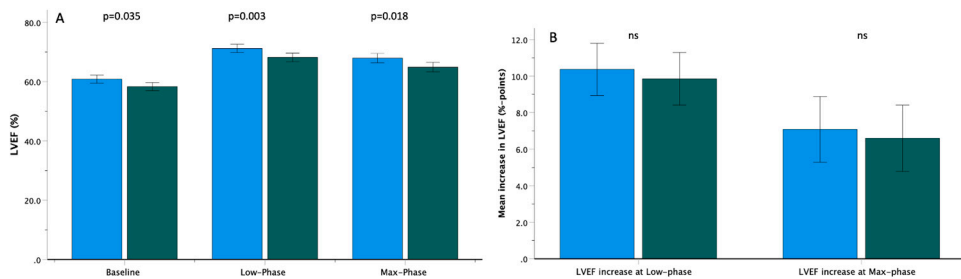 A
p=0.035
p=0.003
p=0.018
80.0
60.0
40.0
20.0
.0
LVEF (%)
Baseline
Low-Phase
Max-Phase
B
ns
ns
12.0
10.0
8.0
6.0
4.0
2.0
.0
Mean increase in LVEF (%-points)
LVEF increase at Low-phase
LVEF increase at Max-phase